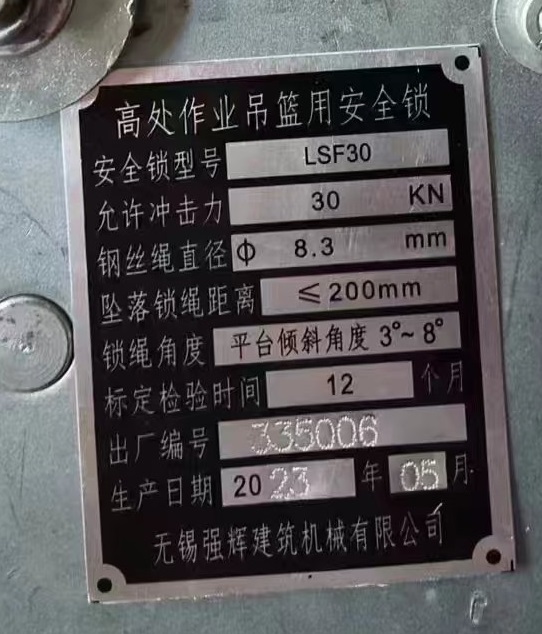 高处作业吊篮用安全锁
安全锁型号 LSF30
允许冲击力 30 KN
钢丝绳直径 Φ 8.3 mm
坠落锁绳距离 ≤200mm
锁绳角度 平台倾斜角度 3°~8°
标定检验时间 12 个月
出厂编号 335006
生产日期 2023 年 05 月
无锡强辉建筑机械有限公司